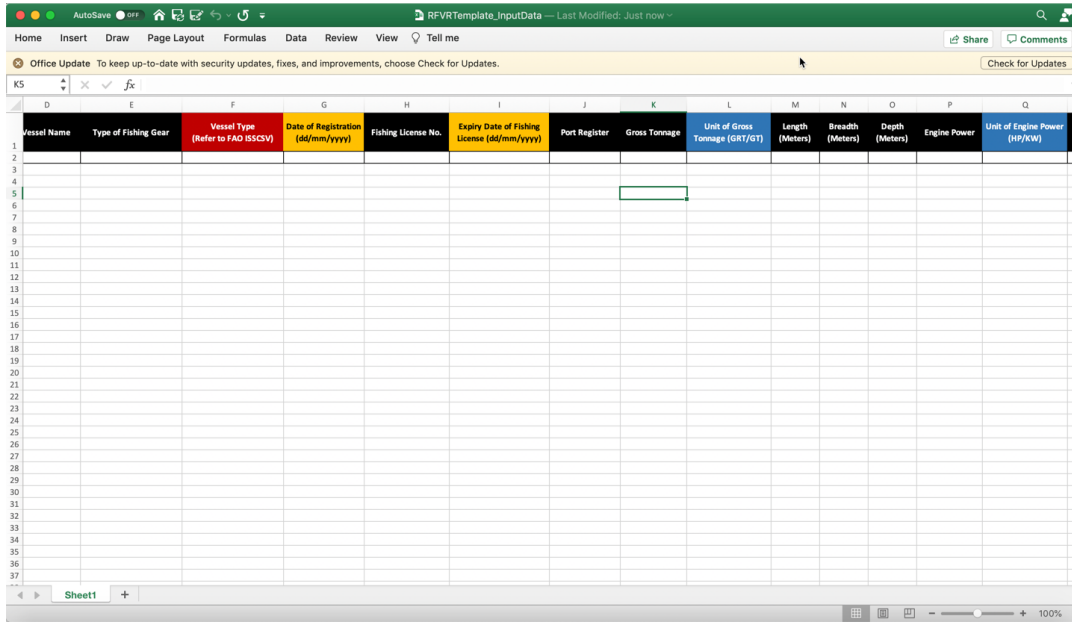 AutoSave OFF RFVRTemplate_InputData — Last Modified: Just now
Home Insert Draw Page Layout Formulas Data Review View Tell me Share Comments
Office Update To keep up-to-date with security updates, fixes, and improvements, choose Check for Updates. Check for Updates
K5 fx
D E F G H I J K L M N O P Q
Vessel Name
Type of Fishing Gear
Vessel Type
(Refer to FAO ISSCSV)
Date of Registration
(dd/mm/yyyy)
Fishing License No.
Expiry Date of Fishing
License (dd/mm/yyyy)
Port Register
Gross Tonnage
Unit of Gross
Tonnage (GRT/GT)
Length
(Meters)
Breadth
(Meters)
Depth
(Meters)
Engine Power
Unit of Engine Power
(HP/KW)
1
2
3
4
5
6
7
8
9
10
11
12
13
14
15
16
17
18
19
20
21
22
23
24
25
26
27
28
29
30
31
32
33
34
35
36
37
Sheet1 +
100%